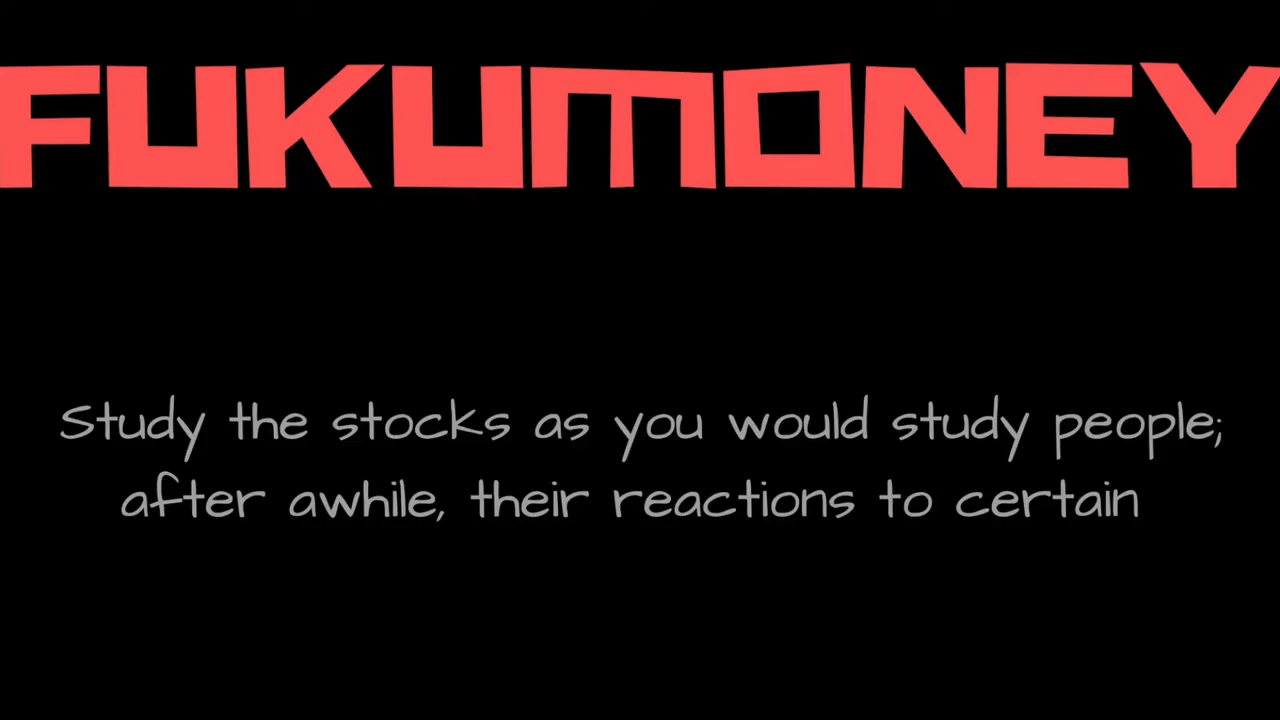 FUKUMONEY
Study the stocks as you would study people;
after awhile, their reactions to certain